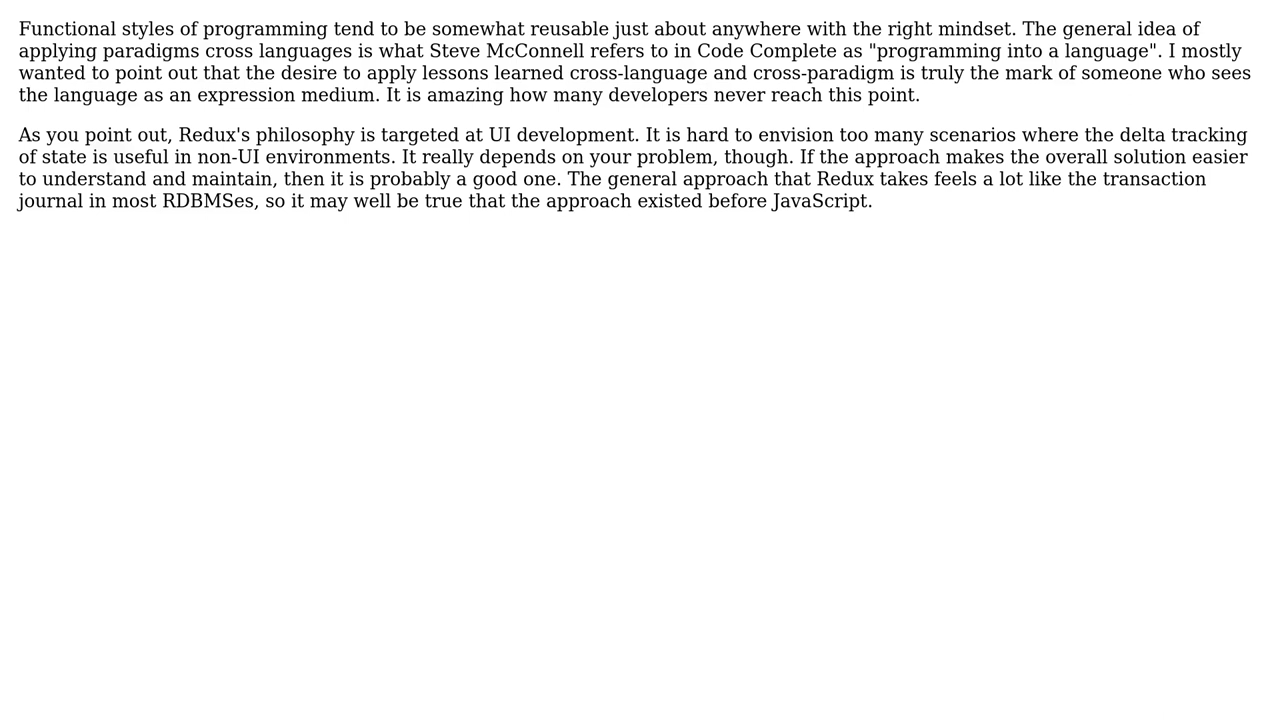 Functional styles of programming tend to be somewhat reusable just about anywhere with the right mindset. The general idea of
applying paradigms cross languages is what Steve McConnell refers to in Code Complete as "programming into a language". I mostly
wanted to point out that the desire to apply lessons learned cross-language and cross-paradigm is truly the mark of someone who sees
the language as an expression medium. It is amazing how many developers never reach this point.
As you point out, Redux's philosophy is targeted at UI development. It is hard to envision too many scenarios where the delta tracking
of state is useful in non-UI environments. It really depends on your problem, though. If the approach makes the overall solution easier
to understand and maintain, then it is probably a good one. The general approach that Redux takes feels a lot like the transaction
journal in most RDBMSes, so it may well be true that the approach existed before JavaScript.